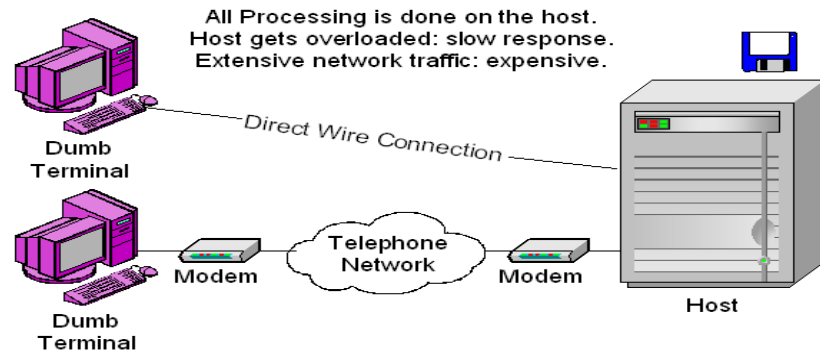 All Processing is done on the host.
Host gets overloaded: slow response.
Extensive network traffic: expensive.
Direct Wire Connection
Dumb
Terminal
Telephone
Network
Modem
Modem
Host
Dumb
Terminal